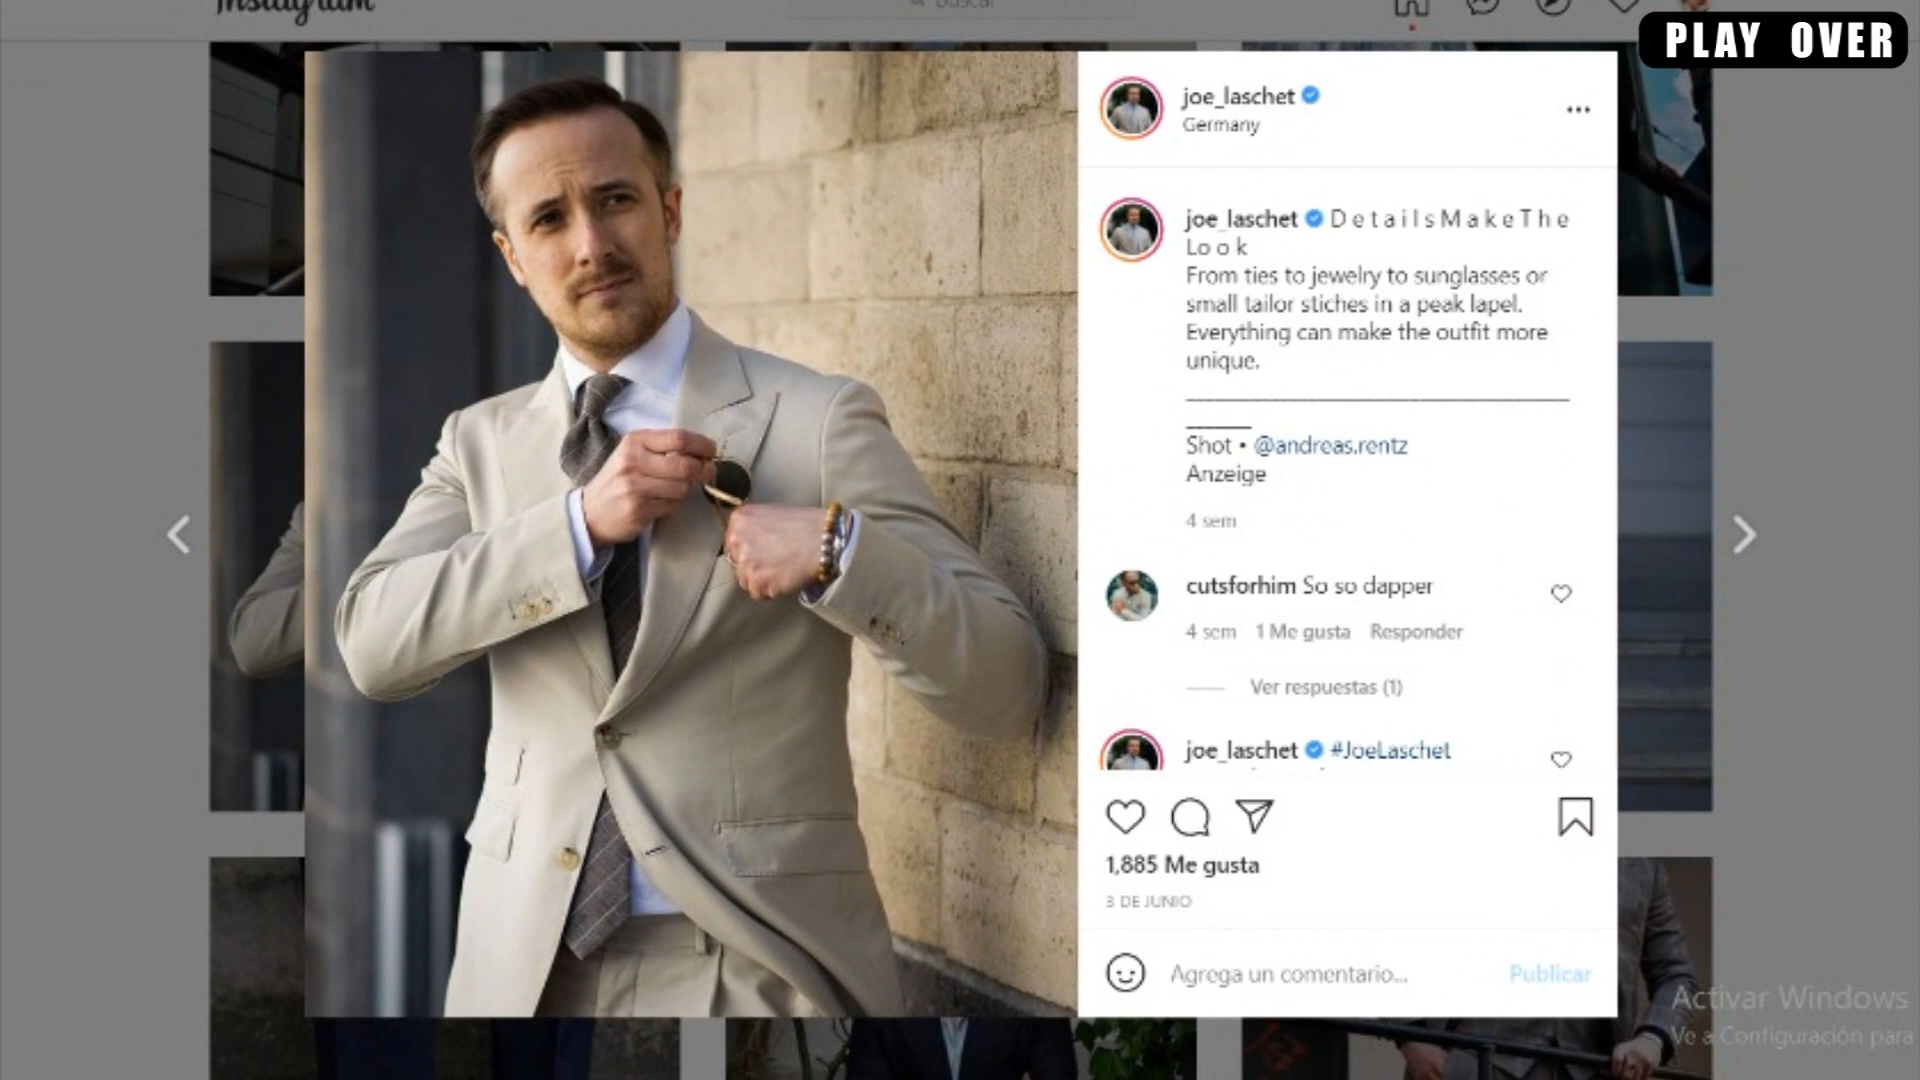 Instagram
Buscar
PLAY OVER
joe_laschet
Germany
joe_laschet D e t a i l s M a k e T h e
L o o k
From ties to jewelry to sunglasses or
small tailor stiches in a peak lapel.
Everything can make the outfit more
unique.
Shot • @andreas.rentz
Anzeige
4 sem
cutsforhim So so dapper
4 sem 1 Me gusta Responder
Ver respuestas (1)
joe_laschet #JoeLaschet
1,885 Me gusta
3 DE JUNIO
Agrega un comentario... Publicar
Activar Windows
Ve a Configuración para